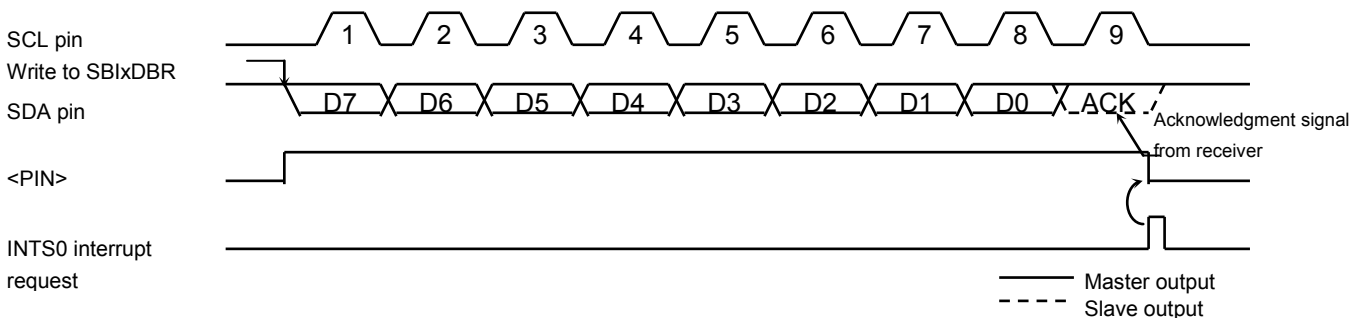 SCL pin
1 2 3 4 5 6 7 8 9
Write to SBIxDBR
SDA pin
D7 D6 D5 D4 D3 D2 D1 D0 ACK
Acknowledgment signal
from receiver
<PIN>
INTS0 interrupt
request
Master output
Slave output